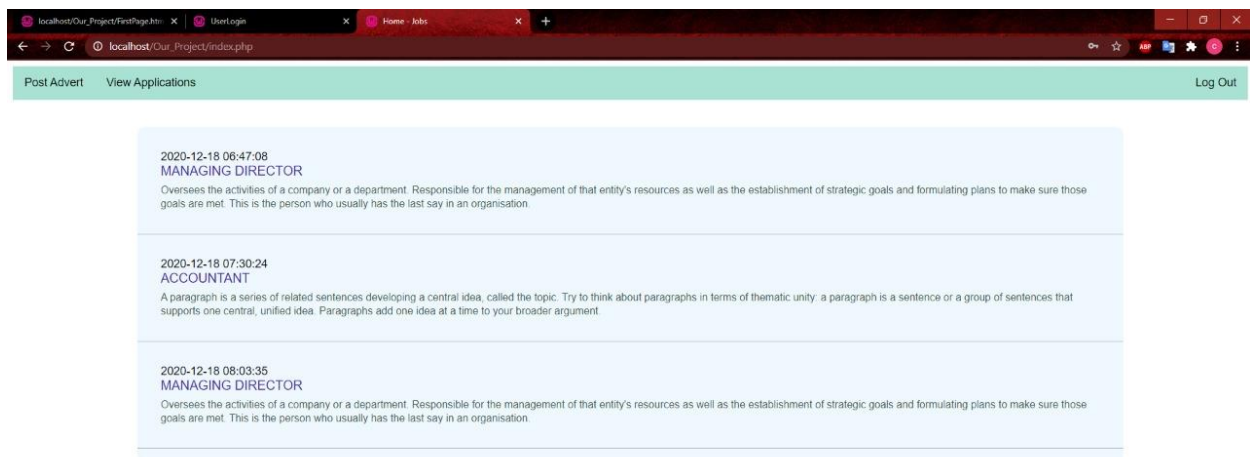 localhost/Our_Project/FirstPage.htm
UserLogin
Home - Jobs
localhost/Our_Project/index.php
ABP
C
Post Advert
View Applications
Log Out
2020-12-18 06:47:08
MANAGING DIRECTOR
Oversees the activities of a company or a department. Responsible for the management of that entity's resources as well as the establishment of strategic goals and formulating plans to make sure those
goals are met. This is the person who usually has the last say in an organisation.
2020-12-18 07:30:24
ACCOUNTANT
A paragraph is a series of related sentences developing a central idea, called the topic. Try to think about paragraphs in terms of thematic unity: a paragraph is a sentence or a group of sentences that
supports one central, unified idea. Paragraphs add one idea at a time to your broader argument.
2020-12-18 08:03:35
MANAGING DIRECTOR
Oversees the activities of a company or a department. Responsible for the management of that entity's resources as well as the establishment of strategic goals and formulating plans to make sure those
goals are met. This is the person who usually has the last say in an organisation.